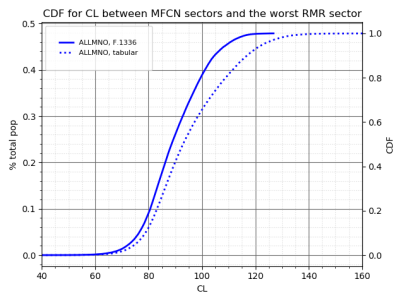 CDF for CL between MFCN sectors and the worst RMR sector
ALLMNO, F.1336
ALLMNO, tabular
0.5
0.4
0.3
0.2
0.1
0.0
% total pop
1.0
0.8
0.6
0.4
0.2
0.0
CDF
40 60 80 100 120 140 160
CL